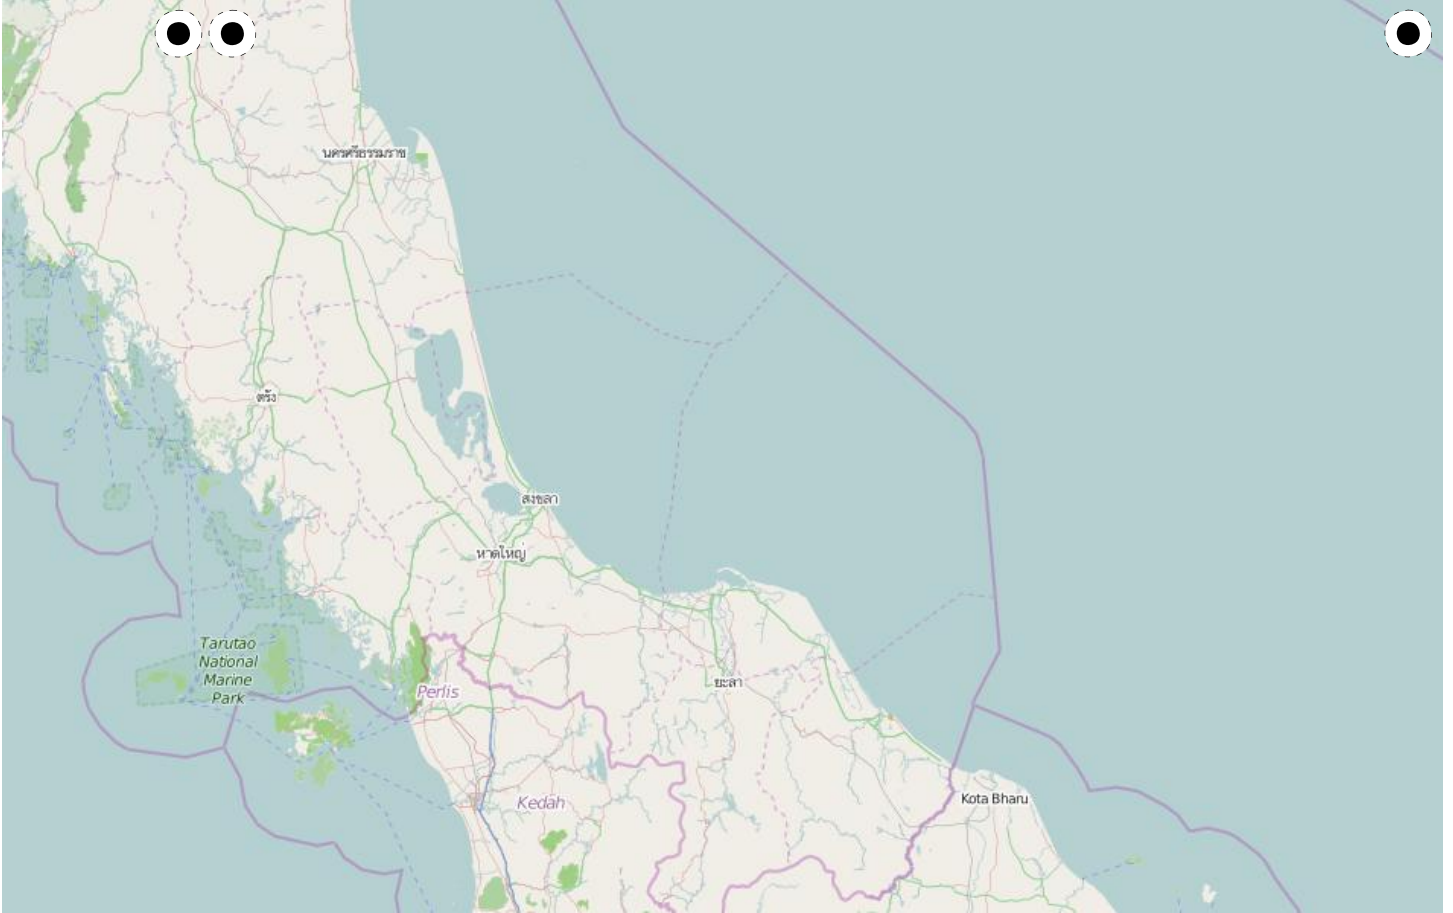 นครศรีธรรมราช
ตรัง
สงขลา
หาดใหญ่
Tarutao
National
Marine
Park
Perlis
ยะลา
Kota Bharu
Kedah